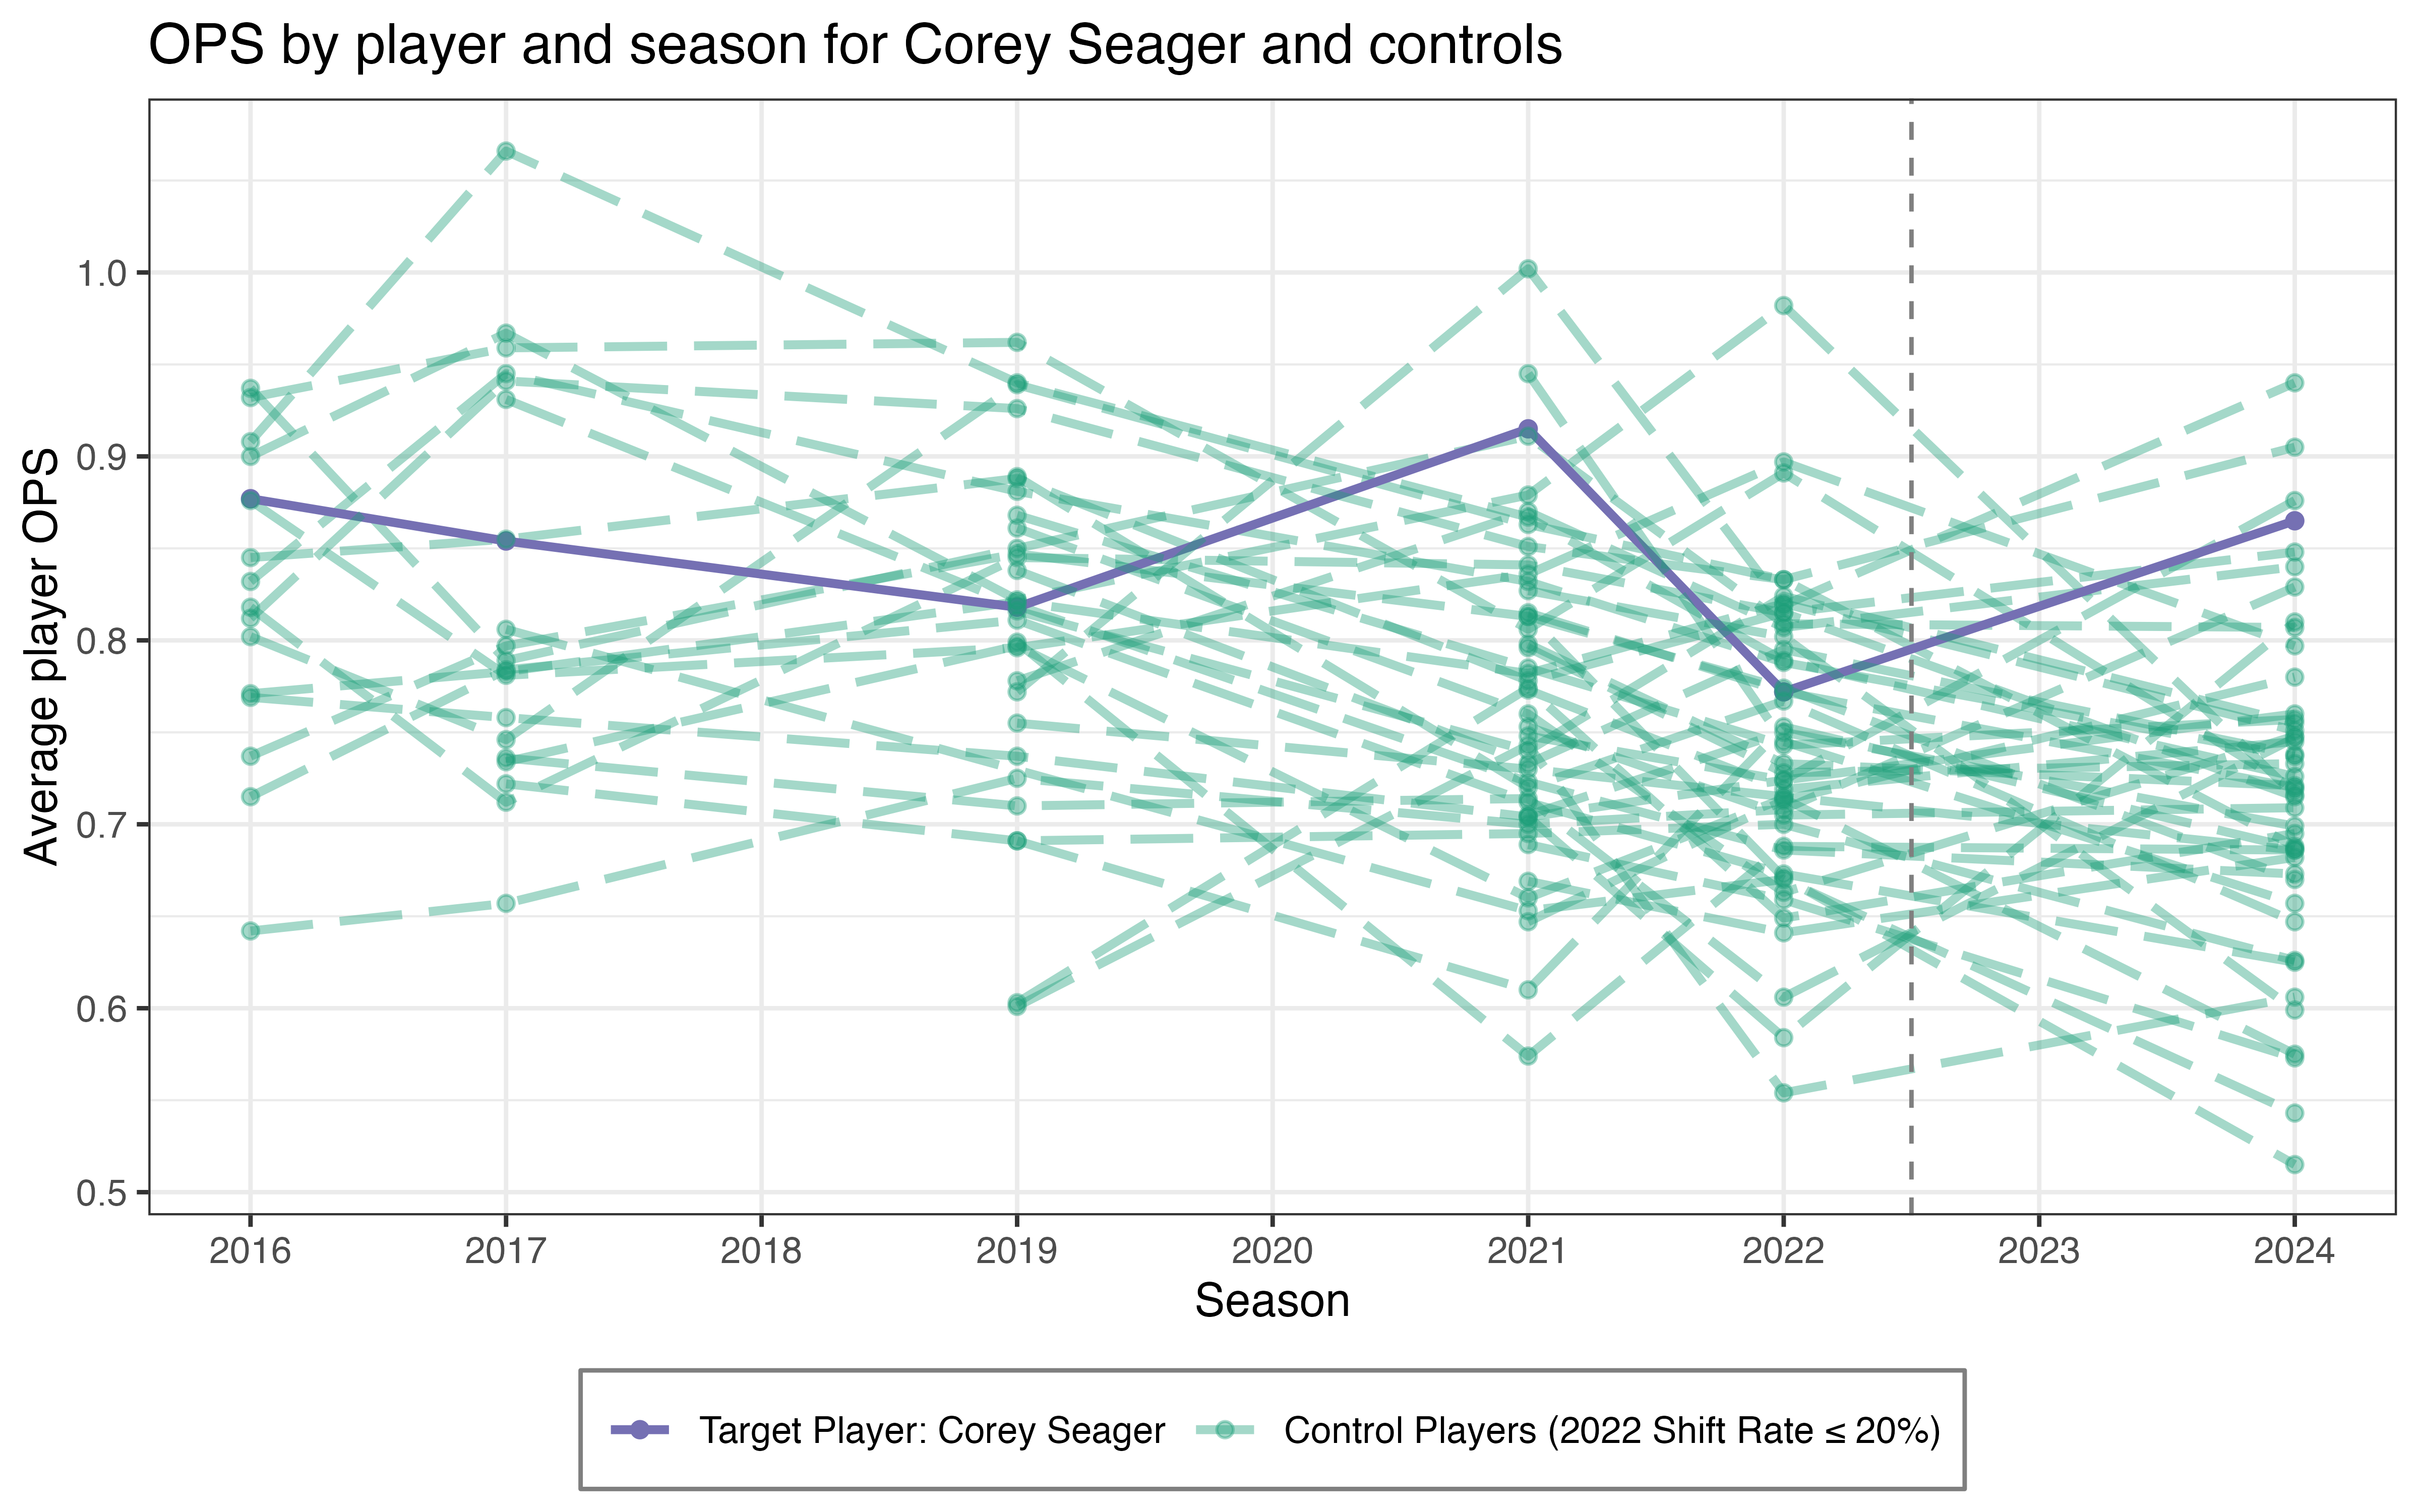 OPS by player and season for Corey Seager and controls
Average player OPS
1.0
0.9
0.8
0.7
0.6
0.5
2016 2017 2018 2019 2020 2021 2022 2023 2024
Season
Target Player: Corey Seager Control Players (2022 Shift Rate ≤ 20%)